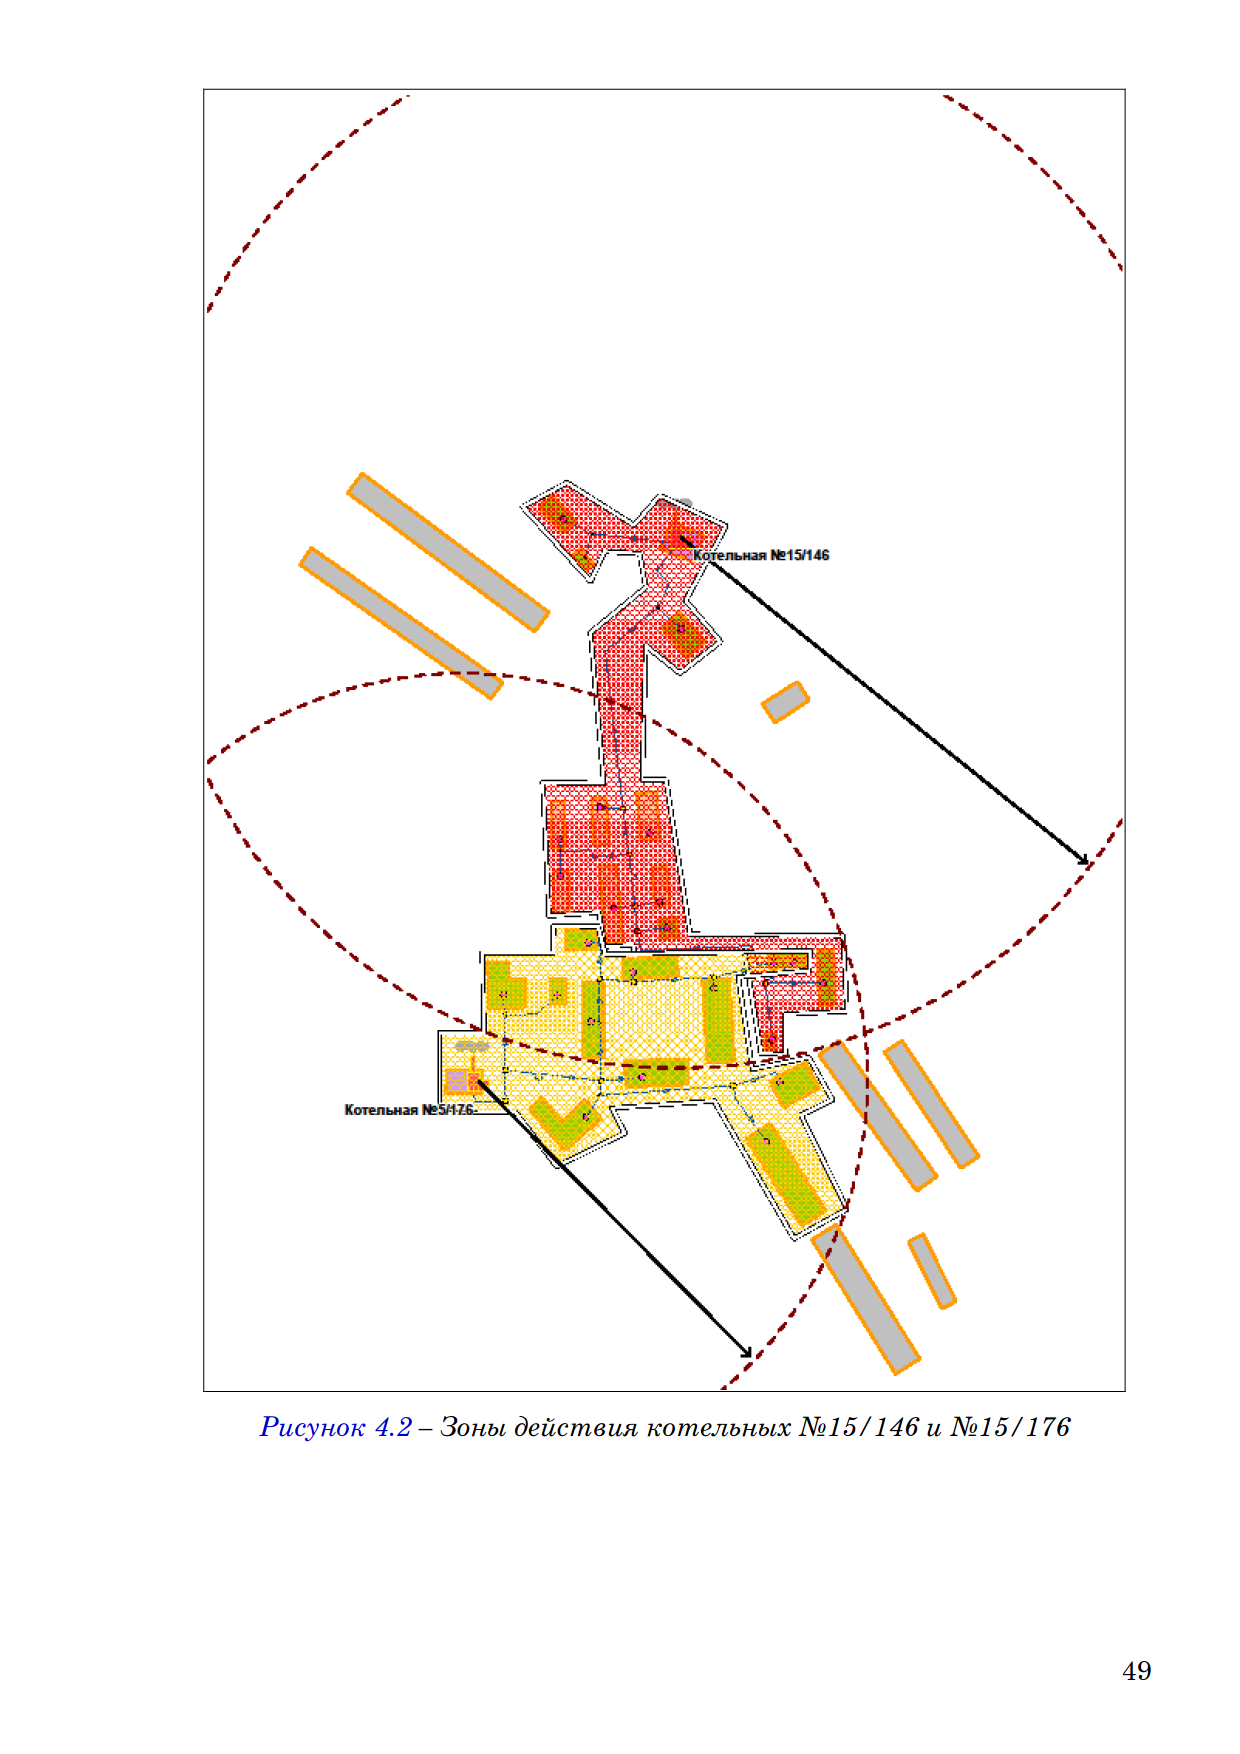 Котельная №15/146
Котельная №5/176-
Рисунок 4.2 – Зоны действия котельных №15/146 и №15/176
49